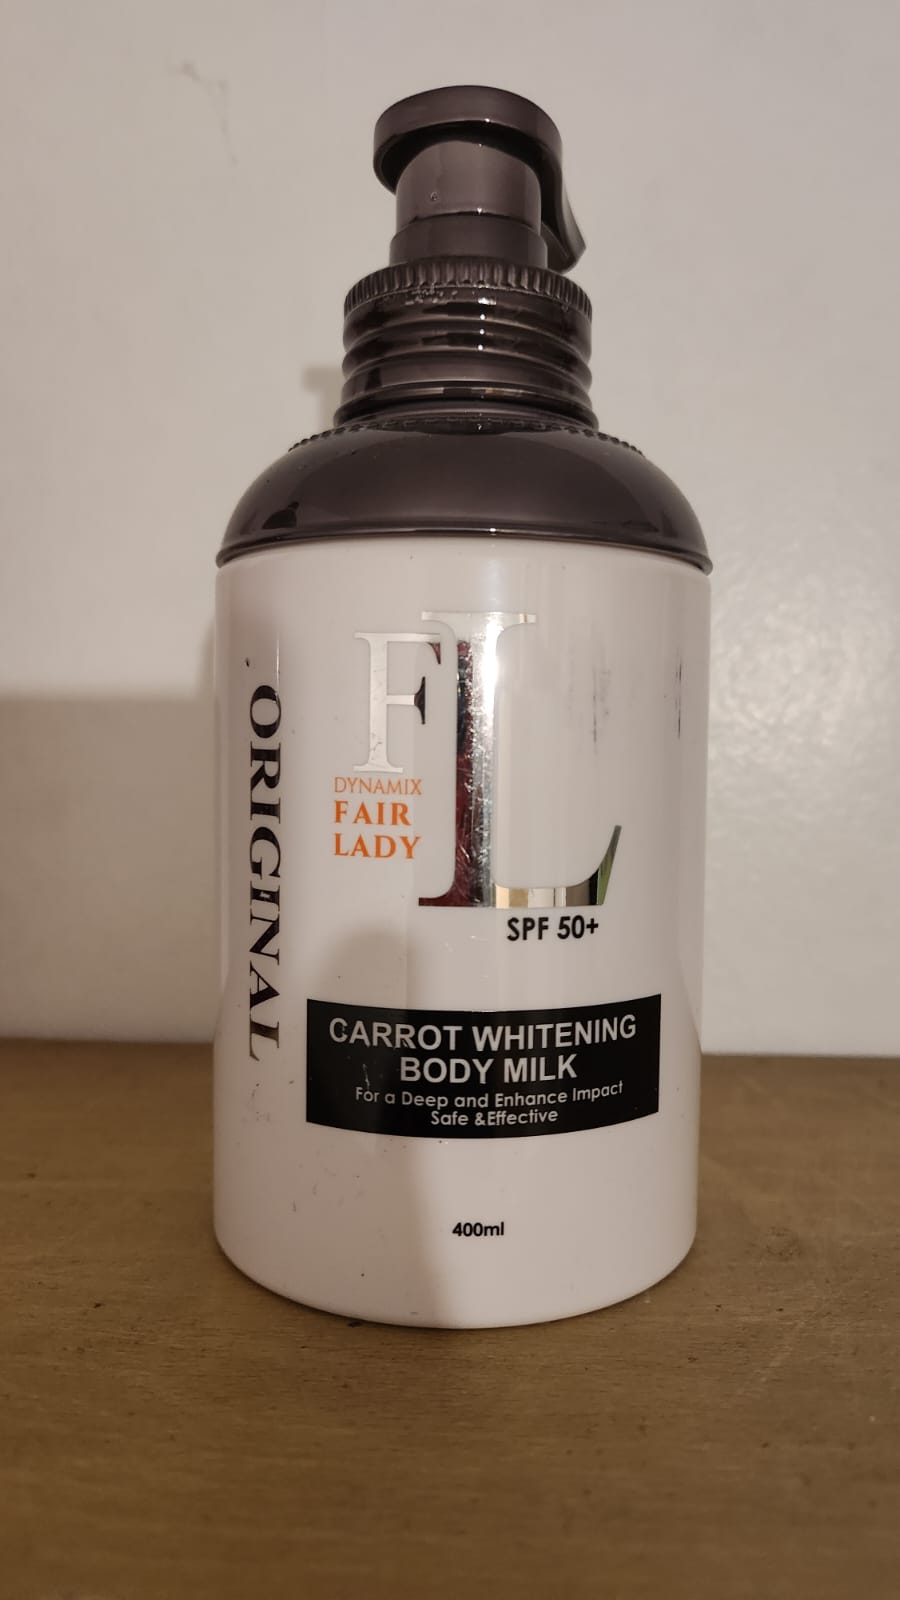 FL
DYNAMIX
FAIR
LADY
SPF 50+
ORIGINAL
CARROT WHITENING
BODY MILK
For a Deep and Enhance Impact
Safe &Effective
400ml